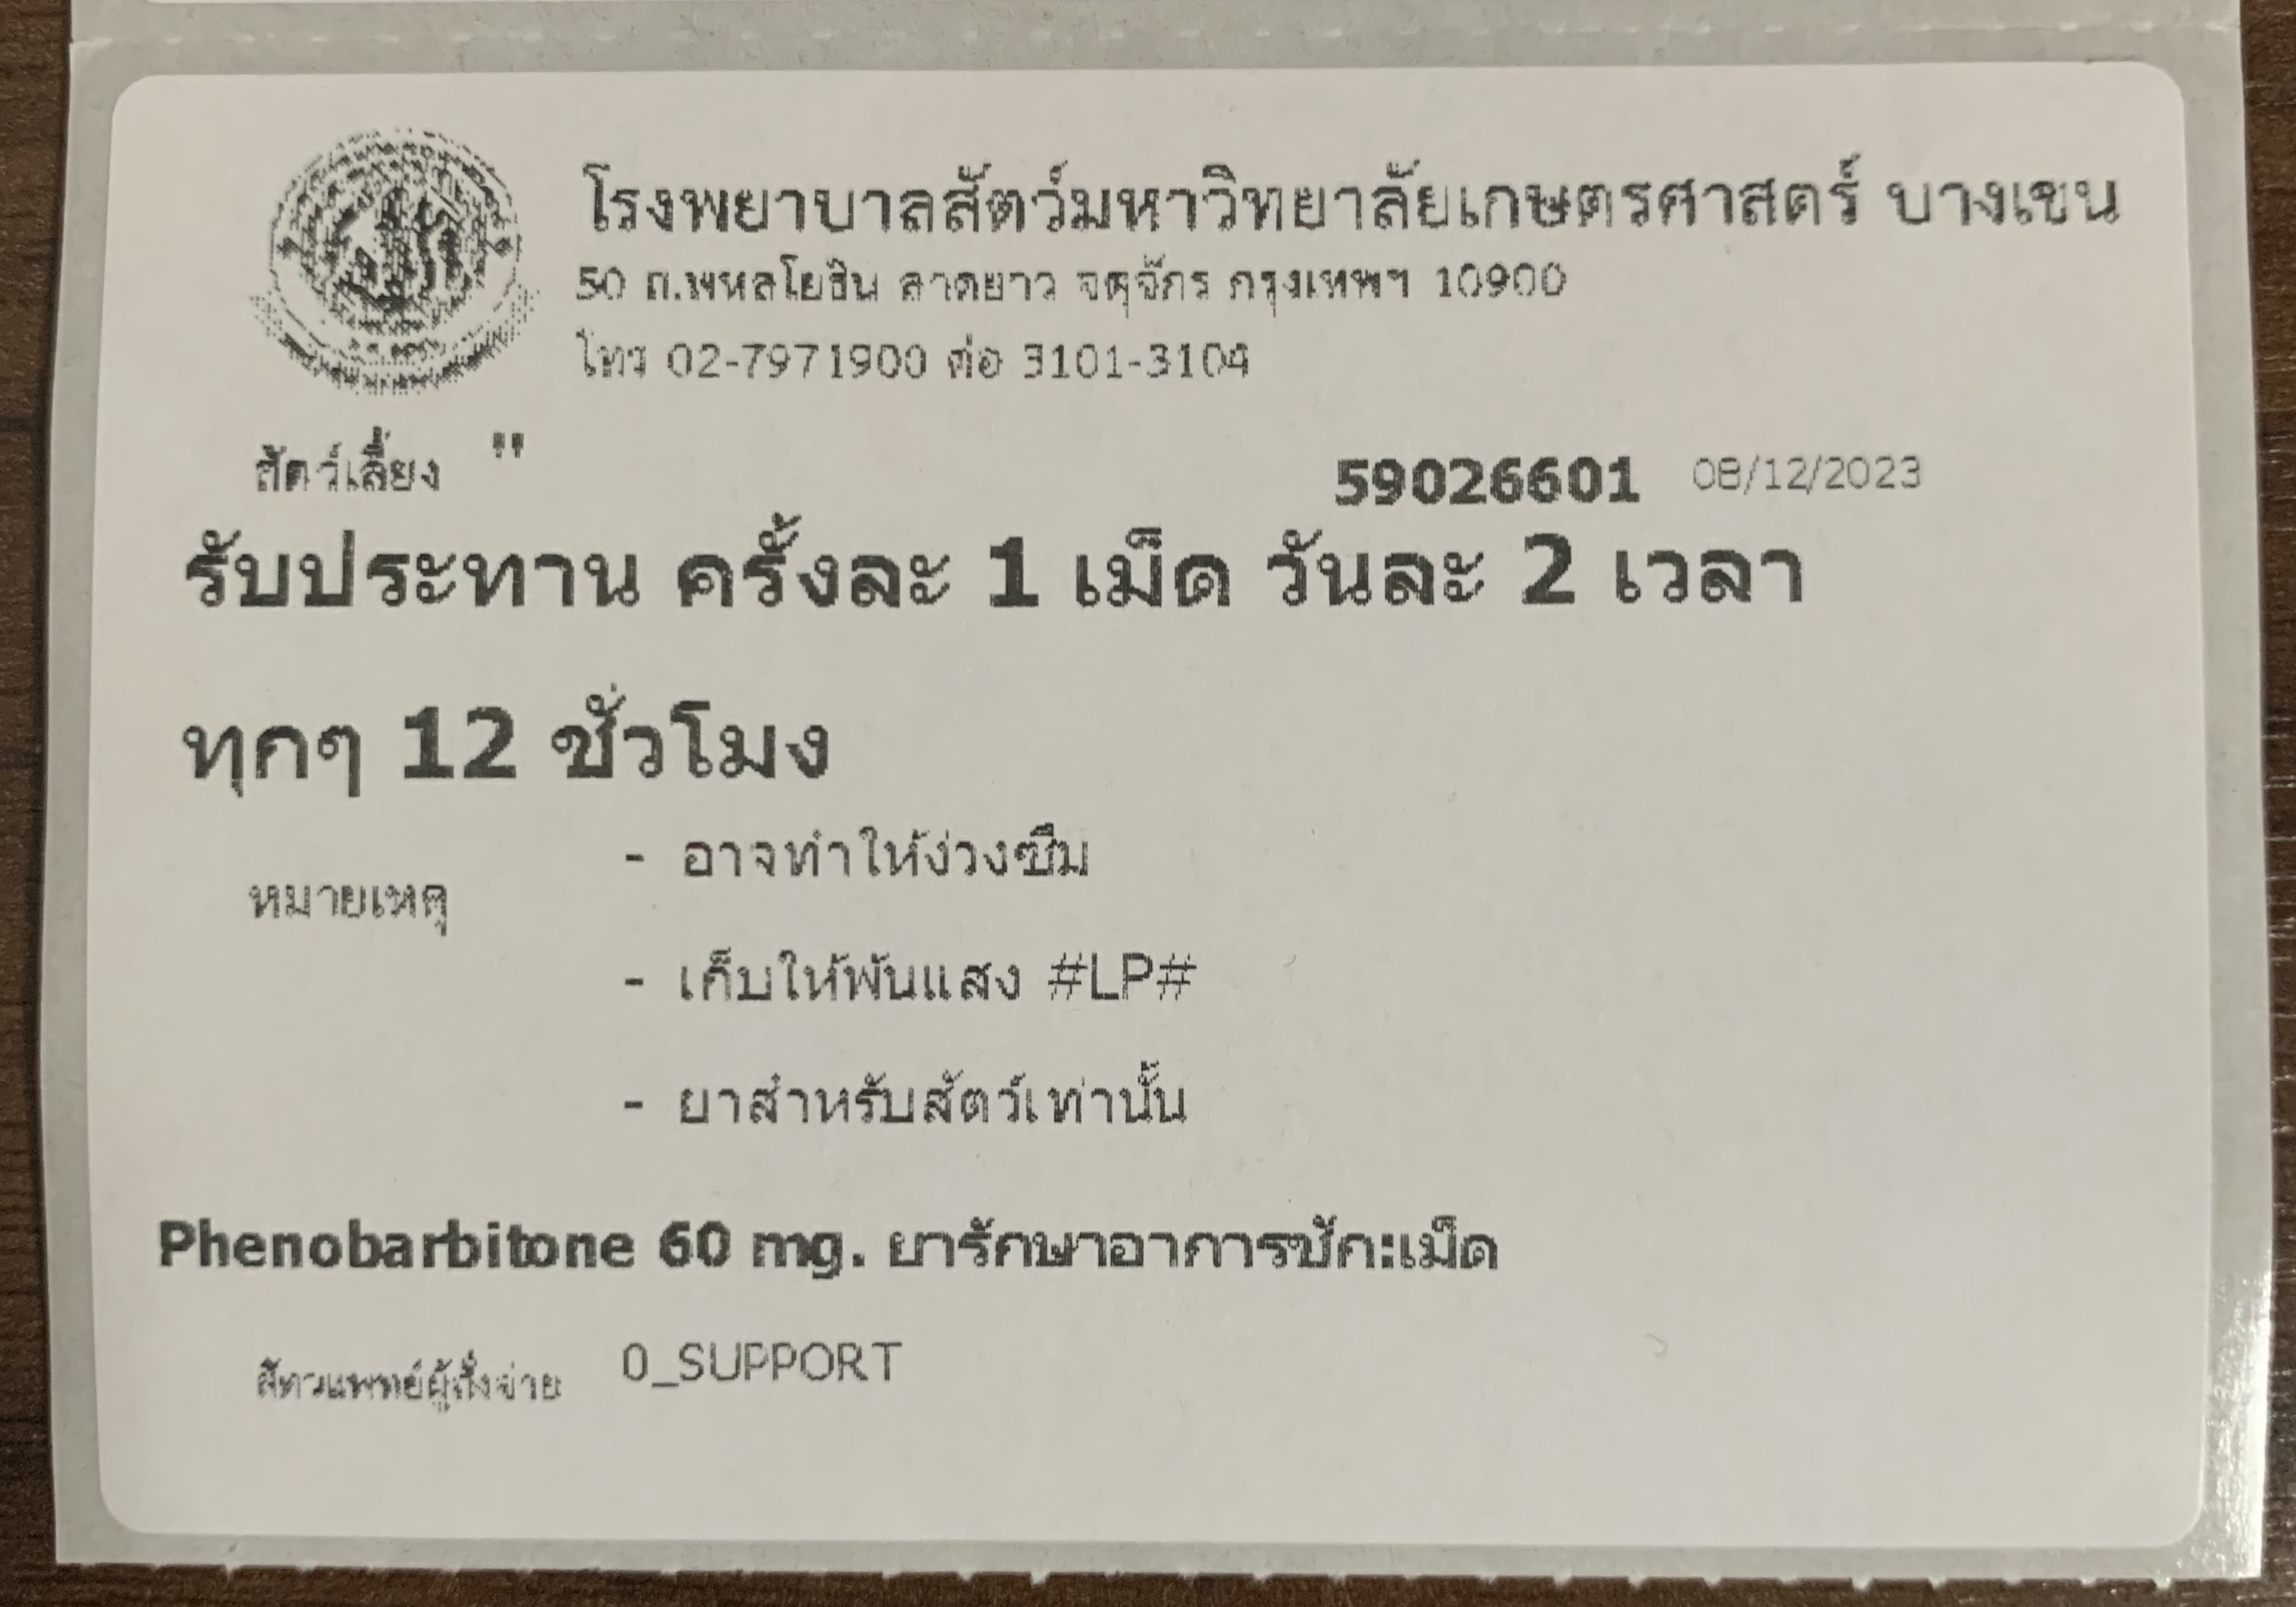 โรงพยาบาลสัตว์มหาวิทยาลัยเกษตรศาสตร์ บางเขน
50 ถ.พหลโยธิน ลาดยาว จตุจักร กรุงเทพฯ 10900
โทร 02-7971900 ต่อ 3101-3104
สัตว์เลี้ยง "
59026601 08/12/2023
รับประทาน ครั้งละ 1 เม็ด วันละ 2 เวลา
ทุกๆ 12 ชั่วโมง
หมายเหตุ
- อาจทำให้ง่วงซึม
- เก็บให้พ้นแสง #LP#
- ยาสำหรับสัตว์เท่านั้น
Phenobarbitone 60 mg. ยารักษาอาการชัก:เม็ด
สัตวแพทย์ผู้สั่งจ่าย 0_SUPPORT